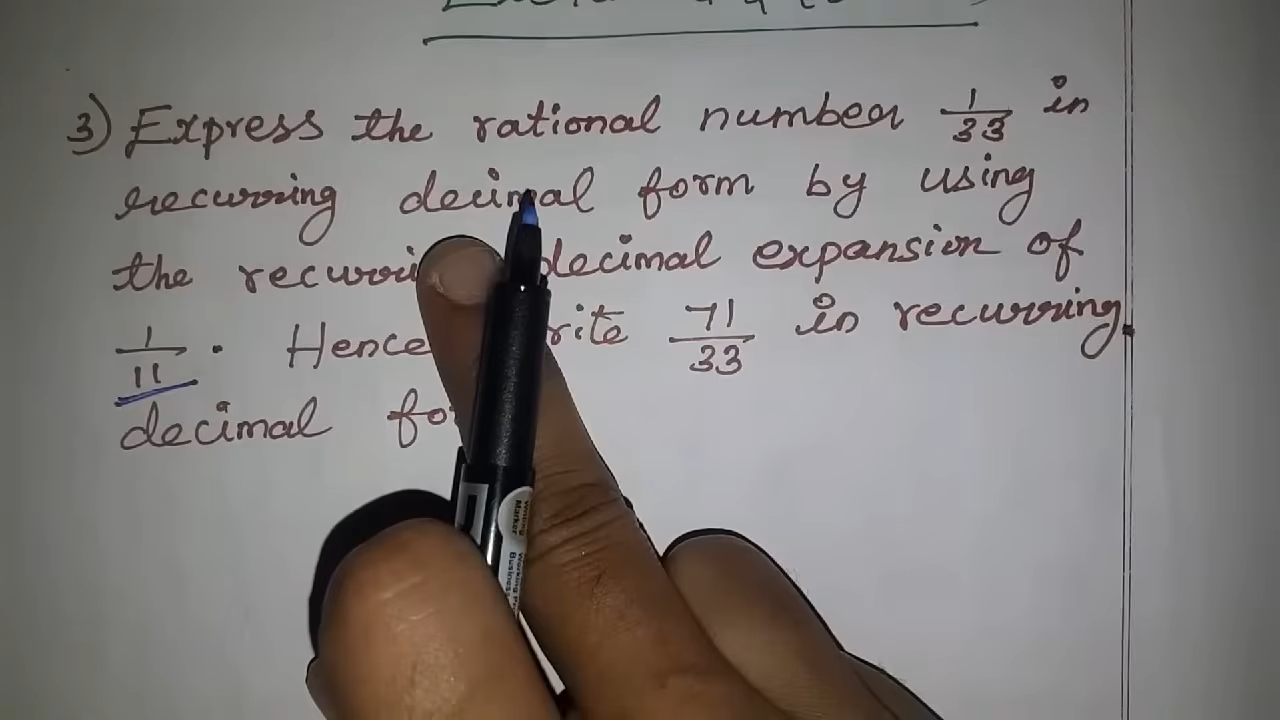 3) Express the rational number 1/33 in
recurring decimal form by using
the recurri decimal expansion of
1/11 . Hence rite 71/33 in recurring
decimal fo